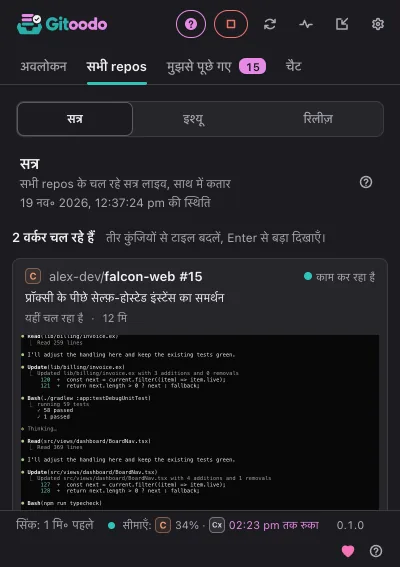 Gitoodo
अवलोकन सभी repos मुझसे पूछे गए 15 चैट
सत्र इश्यू रिलीज़
सत्र
सभी repos के चल रहे सत्र लाइव, साथ में कतार
19 नव॰ 2026, 12:37:24 pm की स्थिति
2 वर्कर चल रहे हैं तीर कुंजियों से टाइल बदलें, Enter से बड़ा दिखाएँ।
C alex-dev/falcon-web #15 काम कर रहा है
प्रॉक्सी के पीछे सेल्फ़-होस्टेड इंस्टेंस का समर्थन
यहीं चल रहा है · 12 मि
Read(lib/billing/invoice.ex)
Read 259 lines
I'll adjust the handling here and keep the existing tests green.
Update(lib/billing/invoice.ex)
Updated lib/billing/invoice.ex with 3 additions and 0 removals
120 + const next = current.filter((item) => item.live);
121 + return next.length > 0 ? next : fallback;
Bash(./gradlew :app:testDebugUnitTest)
running 59 tests
✓ 58 passed
✓ 1 passed
Thinking…
Read(src/views/dashboard/BoardNav.tsx)
Read 369 lines
I'll adjust the handling here and keep the existing tests green.
Update(src/views/dashboard/BoardNav.tsx)
Updated src/views/dashboard/BoardNav.tsx with 4 additions and 1 removals
127 + const next = current.filter((item) => item.live);
128 + return next.length > 0 ? next : fallback;
Bash(npm run typecheck)
सिंक: 1 मि॰ पहले सीमाएँ: C 34% · Cx 02:23 pm तक रुका 0.1.0